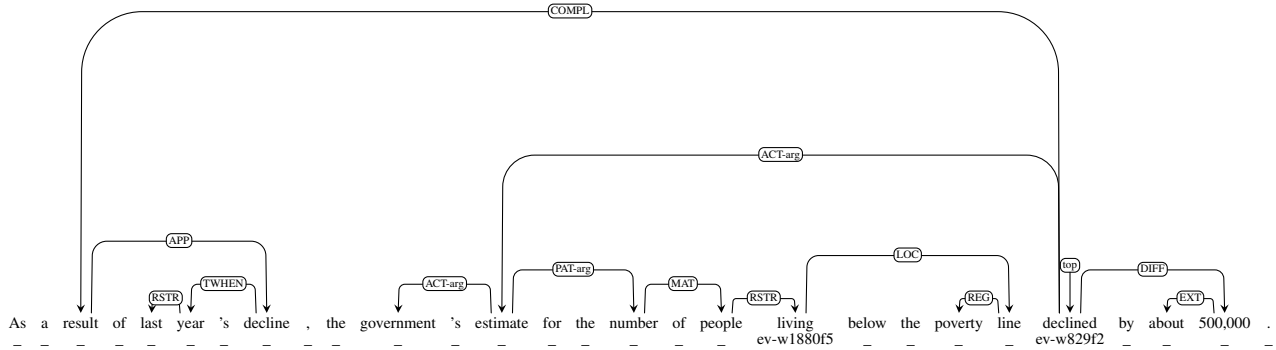 COMPL
ACT-arg
APP
LOC
PAT-arg
top
DIFF
RSTR TWHEN ACT-arg MAT RSTR REG EXT
As a result of last year 's decline , the government 's estimate for the number of people living below the poverty line declined by about 500,000 .
_ _ _ _ _ _ _ _ _ _ _ _ _ _ _ _ _ _ ev-w1880f5 _ _ _ _ ev-w829f2 _ _ _ _